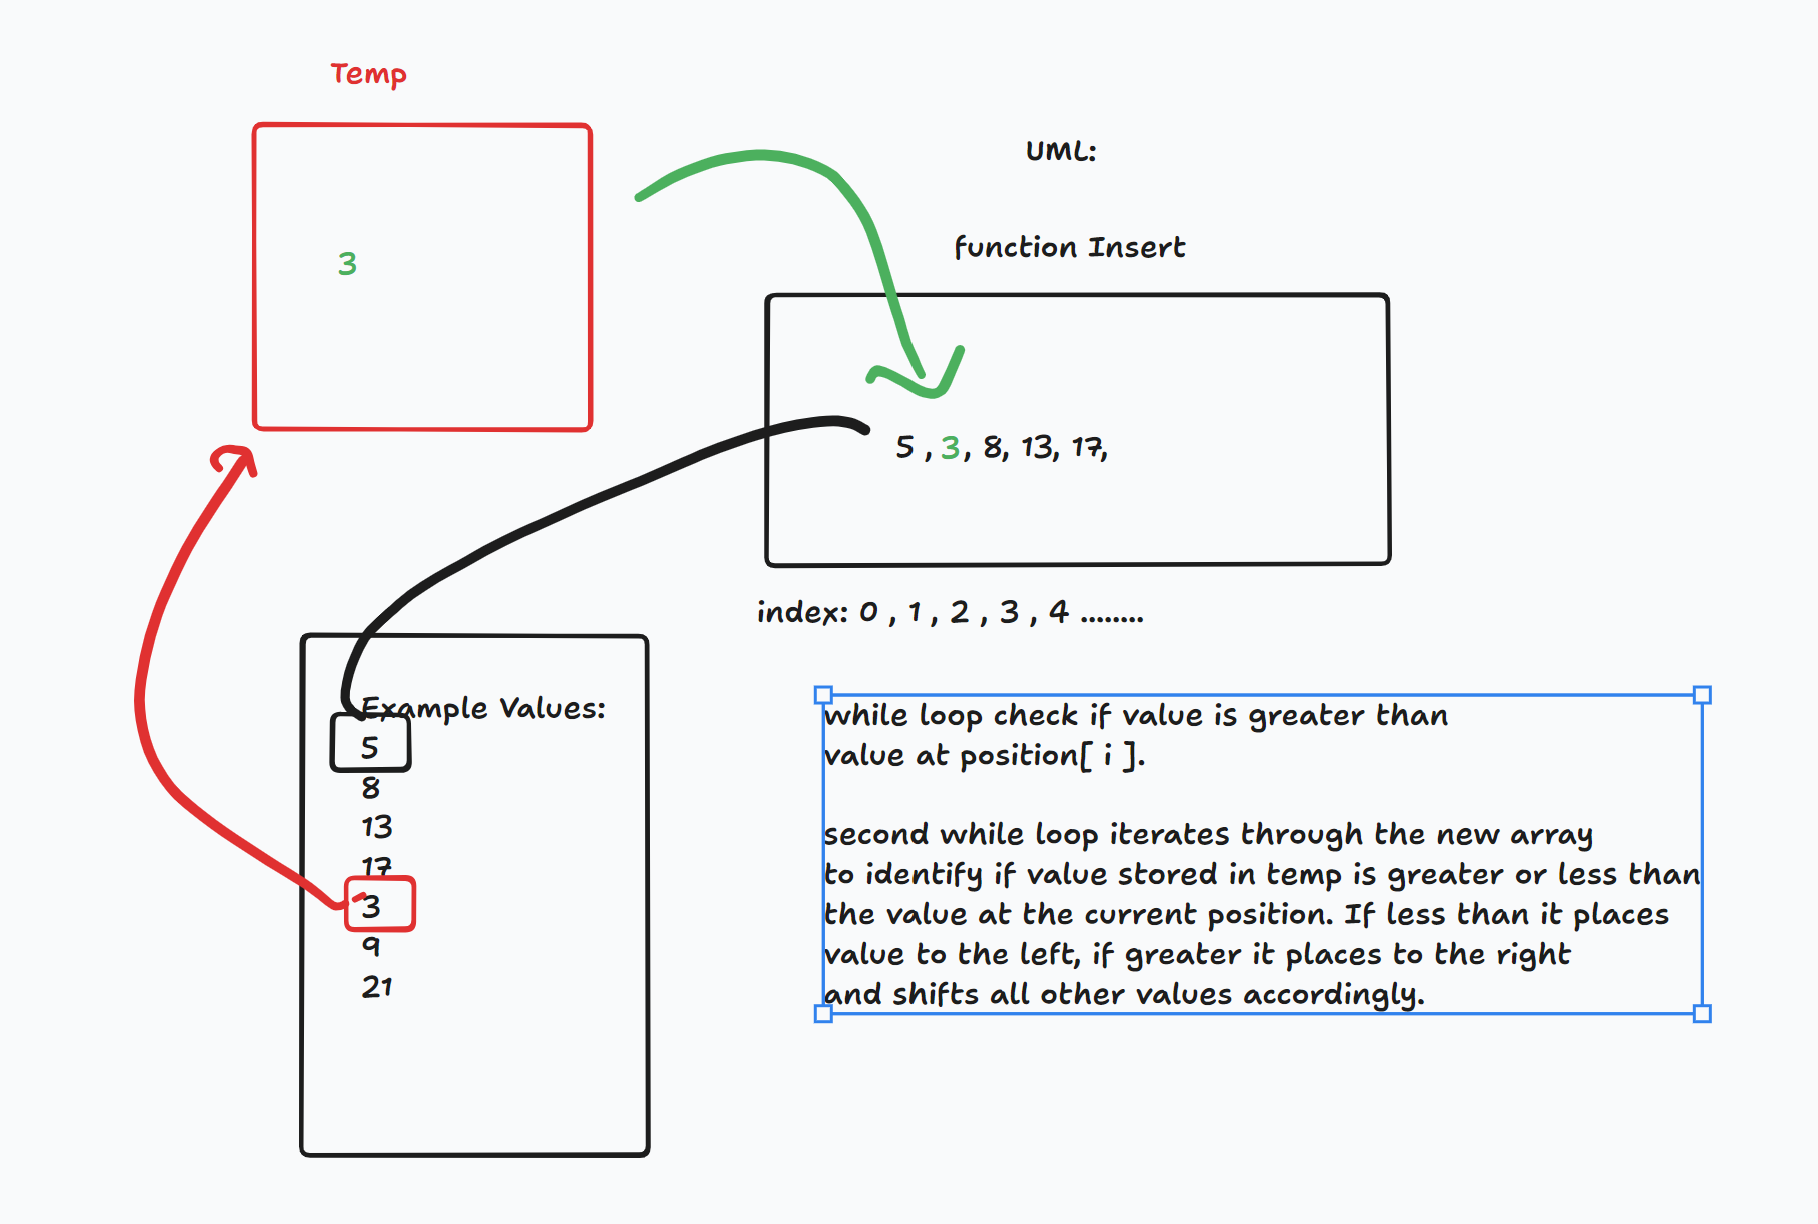 Temp
3
UML:
function Insert
5 , 3, 8, 13, 17,
index: 0 , 1 , 2 , 3 , 4 ........
Example Values:
5
8
13
17
3
9
21
while loop check if value is greater than
value at position[ i ].
second while loop iterates through the new array
to identify if value stored in temp is greater or less than
the value at the current position. If less than it places
value to the left, if greater it places to the right
and shifts all other values accordingly.